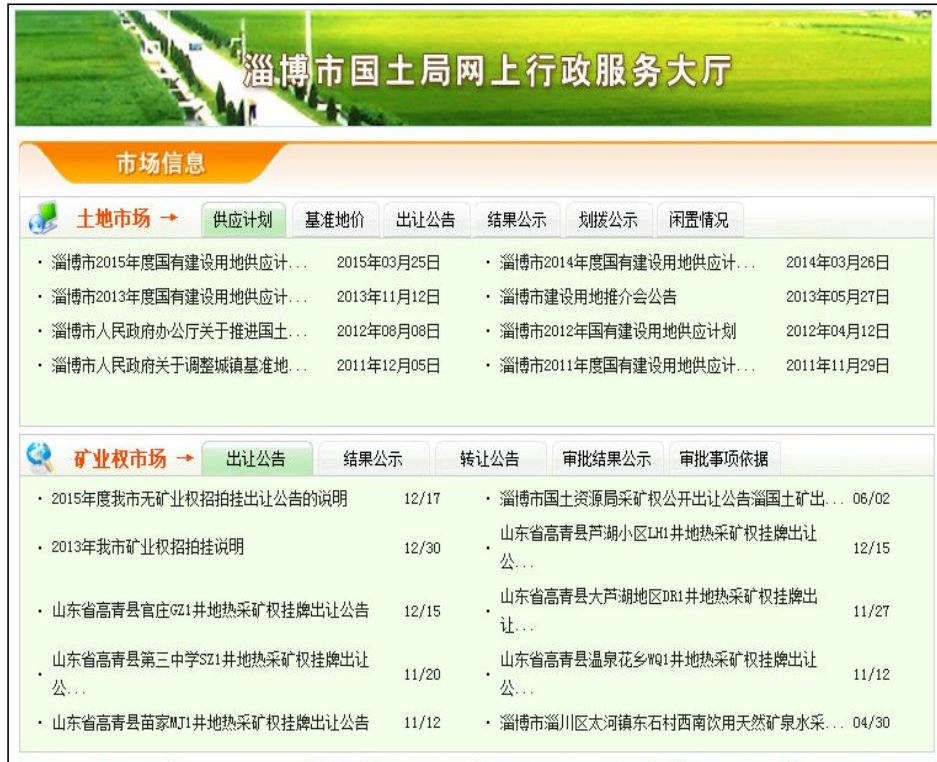 淄博市国土局网上行政服务大厅
市场信息
土地市场 → 供应计划 基准地价 出让公告 结果公示 划拨公示 闲置情况
· 淄博市2015年度国有建设用地供应计... 2015年03月25日 · 淄博市2014年度国有建设用地供应计... 2014年03月26日
· 淄博市2013年度国有建设用地供应计... 2013年11月12日 · 淄博市建设用地推介会公告 2013年05月27日
· 淄博市人民政府办公厅关于推进国土... 2012年08月08日 · 淄博市2012年国有建设用地供应计划 2012年04月12日
· 淄博市人民政府关于调整城镇基准地... 2011年12月05日 · 淄博市2011年度国有建设用地供应计... 2011年11月29日
矿业权市场 → 出让公告 结果公示 转让公告 审批结果公示 审批事项依据
· 2015年度我市无矿业权招拍挂出让公告的说明 12/17 · 淄博市国土资源局采矿权公开出让公告淄国土矿出... 06/02
· 2013年我市矿业权招拍挂说明 12/30 · 山东省高青县芦湖小区LH1井地热采矿权挂牌出让
公... 12/15
· 山东省高青县官庄GZ1井地热采矿权挂牌出让公告 12/15 · 山东省高青县大芦湖地区DR1井地热采矿权挂牌出
让... 11/27
· 山东省高青县第三中学SZ1井地热采矿权挂牌出让
公... 11/20
· 山东省高青县温泉花乡WQ1井地热采矿权挂牌出让
公... 11/12
· 山东省高青县苗家MJ1井地热采矿权挂牌出让公告 11/12 · 淄博市淄川区太河镇东石村西南饮用天然矿泉水采... 04/30